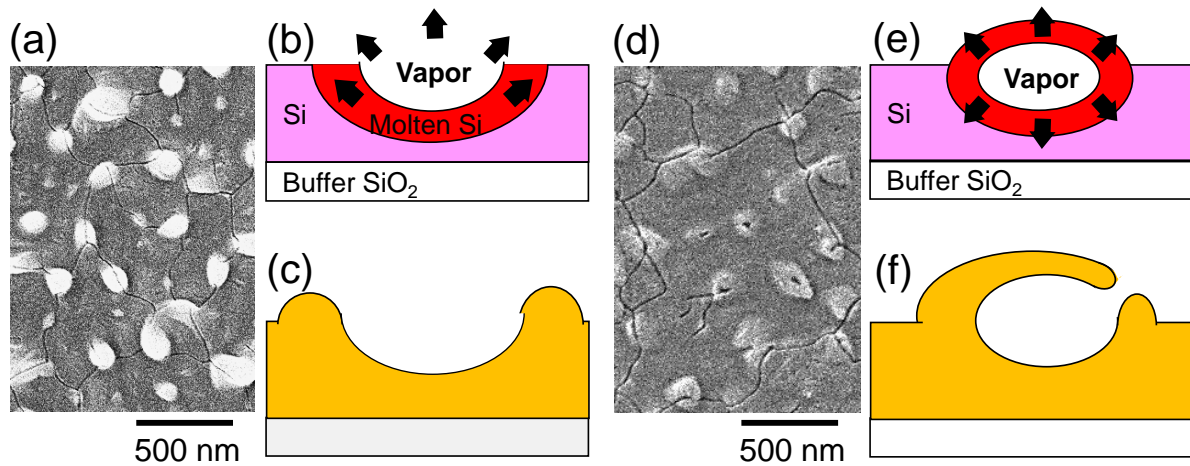 (a)
500 nm
(b)
Vapor
Si
Molten Si
Buffer SiO₂
(c)
(d)
500 nm
(e)
Vapor
Si
Buffer SiO₂
(f)